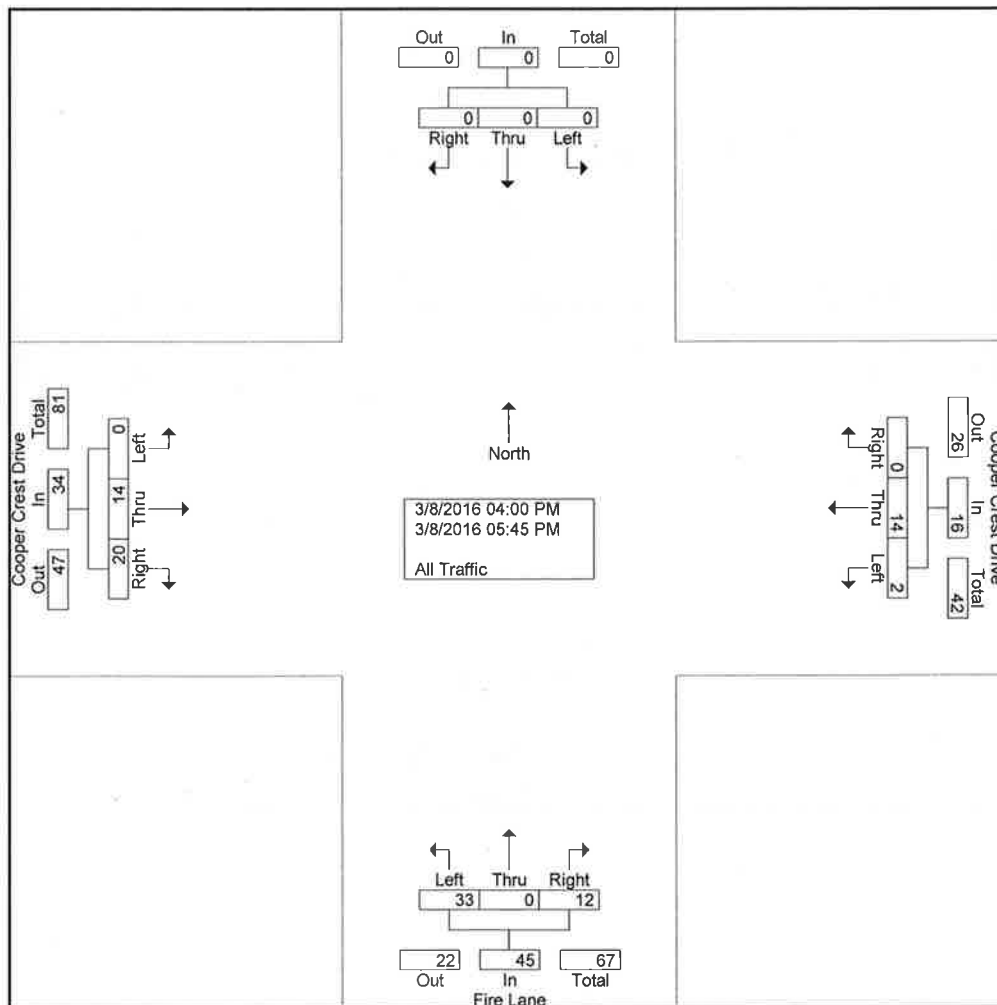 Out In Total
0 0 0
0 0 0
Right Thru Left
Cooper Crest Drive
Out In Total
47 34 81
0 14 20
Left Thru Right
North
3/8/2016 04:00 PM
3/8/2016 05:45 PM
All Traffic
Right Thru Left
0 14 2
26 16 42
Out In Total
Cooper Crest Drive
Left Thru Right
33 0 12
22 45 67
Out In Total
Fire Lane